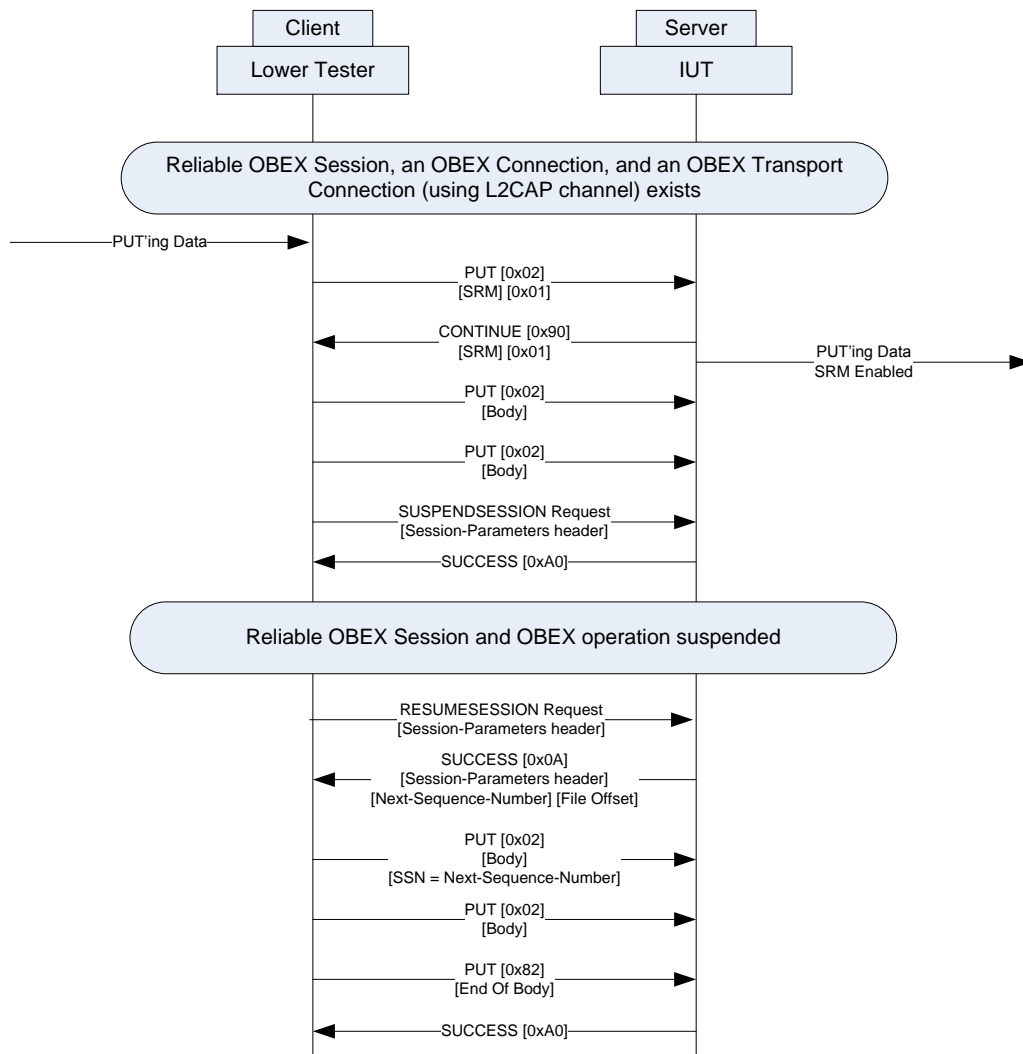 Client
Server
Lower Tester
IUT
Reliable OBEX Session, an OBEX Connection, and an OBEX Transport
Connection (using L2CAP channel) exists
PUT'ing Data
PUT [0x02]
[SRM] [0x01]
CONTINUE [0x90]
[SRM] [0x01]
PUT'ing Data
SRM Enabled
PUT [0x02]
[Body]
PUT [0x02]
[Body]
SUSPENDSESSION Request
[Session-Parameters header]
SUCCESS [0xA0]
Reliable OBEX Session and OBEX operation suspended
RESUMESESSION Request
[Session-Parameters header]
SUCCESS [0x0A]
[Session-Parameters header]
[Next-Sequence-Number] [File Offset]
PUT [0x02]
[Body]
[SSN = Next-Sequence-Number]
PUT [0x02]
[Body]
PUT [0x82]
[End Of Body]
SUCCESS [0xA0]